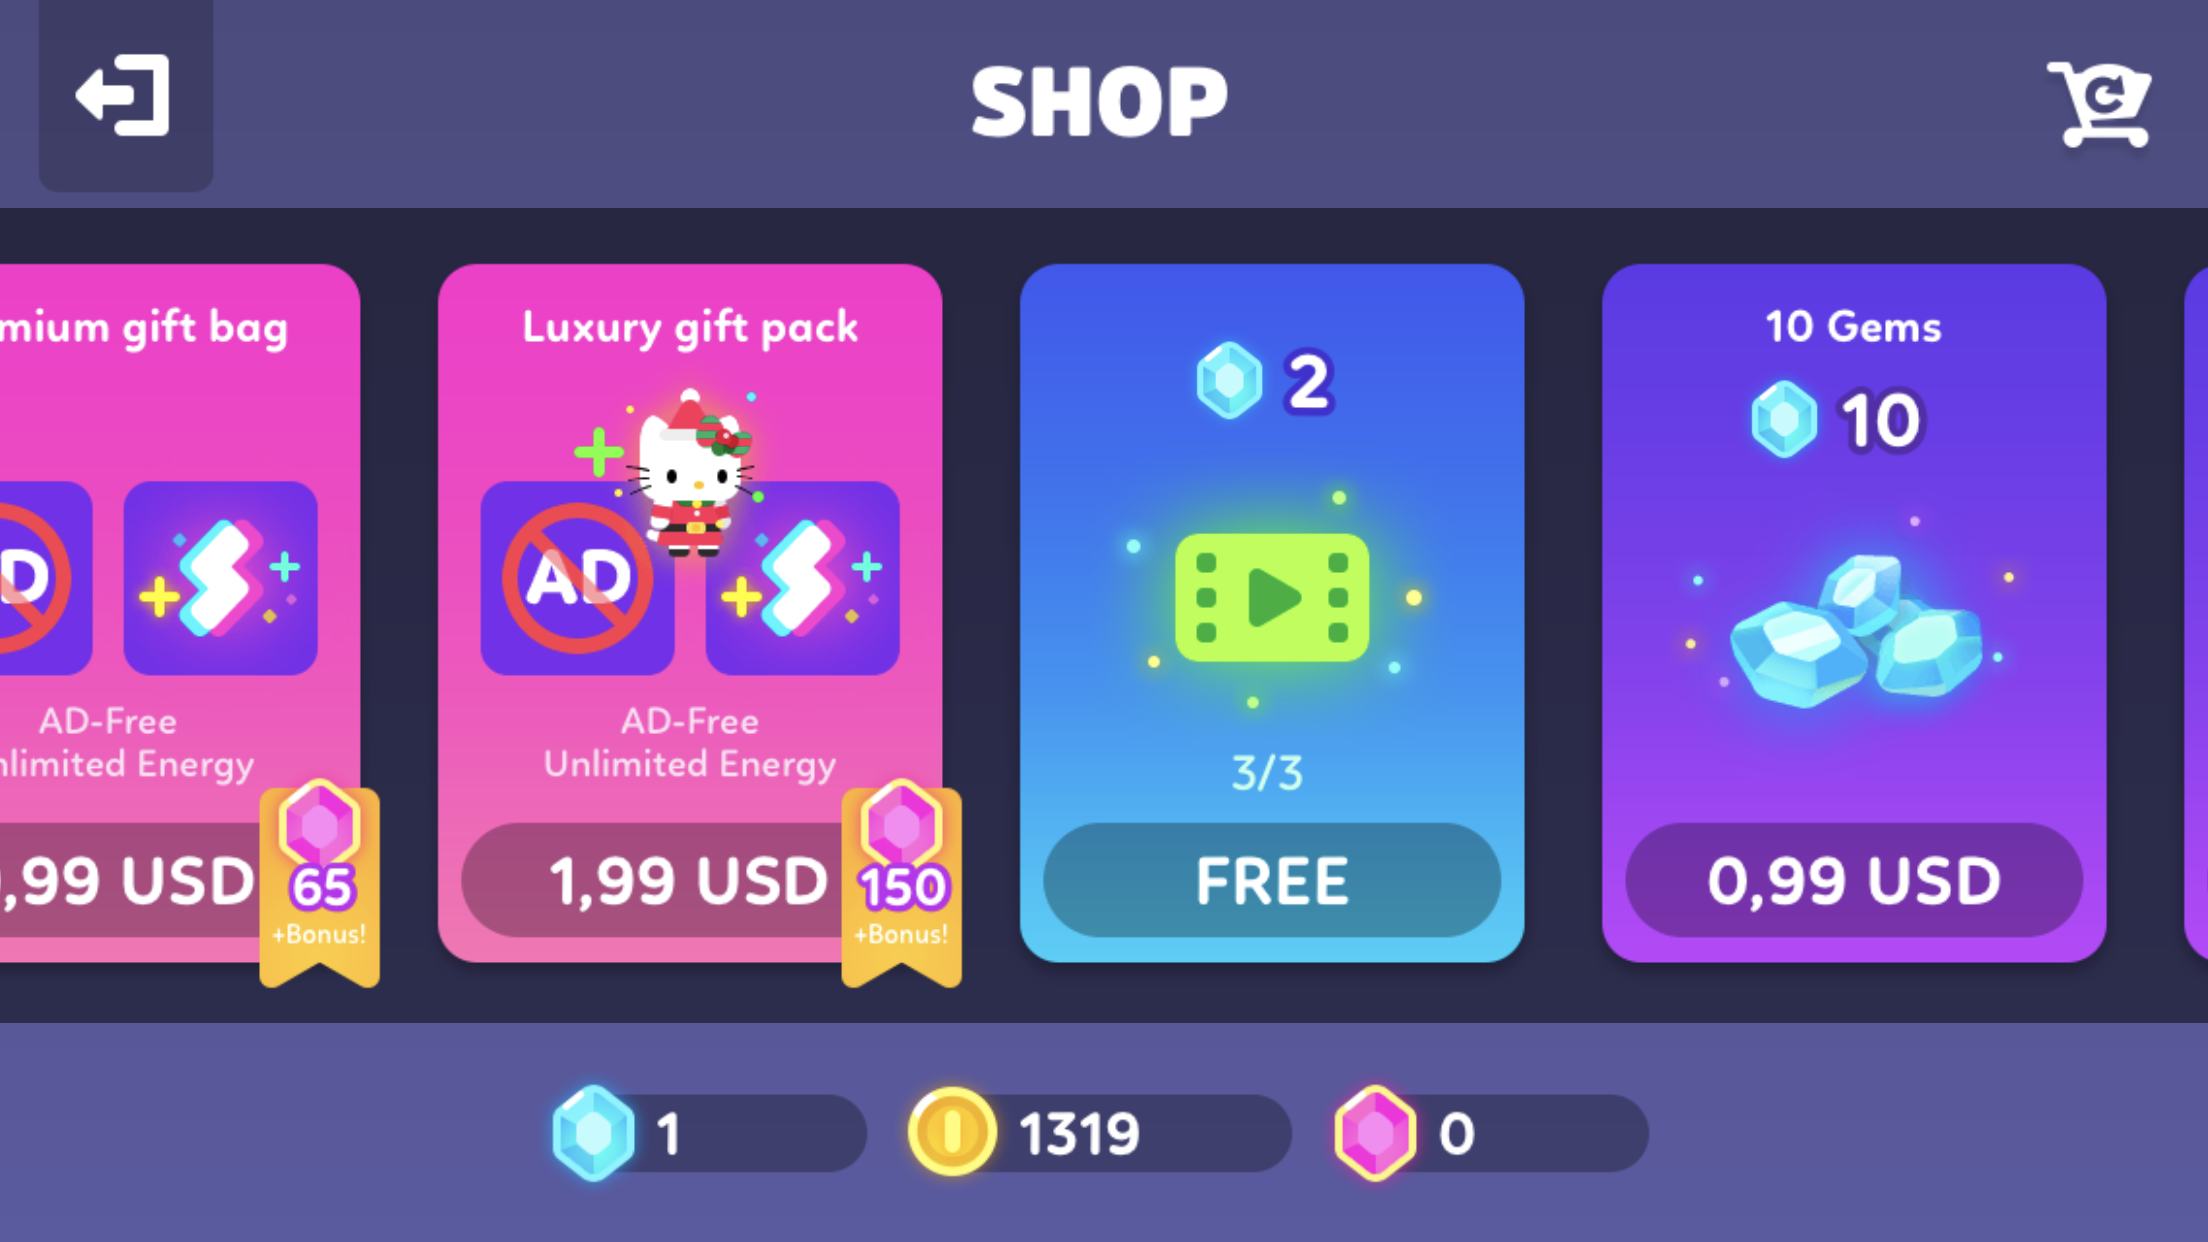 SHOP
mium gift bag
AD-Free
nlimited Energy
,99 USD
65
+Bonus!
Luxury gift pack
AD
AD-Free
Unlimited Energy
1,99 USD
150
+Bonus!
2
3/3
FREE
10 Gems
10
0,99 USD
1
1319
0